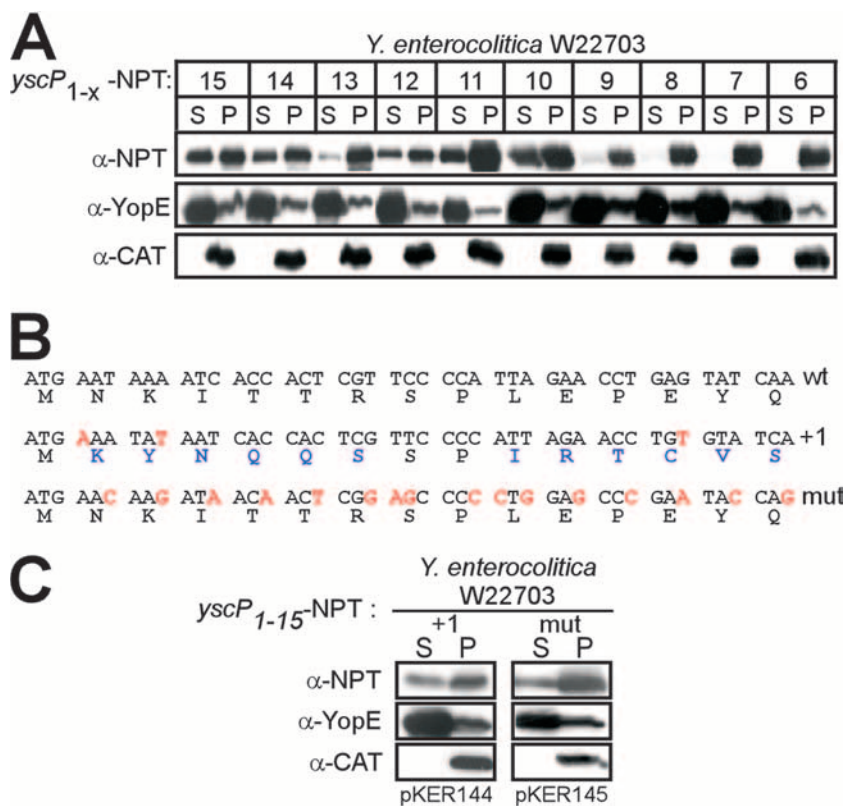 A
Y. enterocolitica W22703
yscP1-x -NPT: 15 14 13 12 11 10 9 8 7 6
S P S P S P S P S P S P S P S P S P S P
α-NPT
α-YopE
α-CAT
B
ATG AAT AAA ATC ACC ACT CGT TCC CCA TTA GAA CCT GAG TAT CAA wt
M N K I T T R S P L E P E Y Q
ATG AAA TAT AAT CAC CAC TCG TTC CCC ATT AGA ACC TGT GTA TCA +1
M K Y N Q Q S S P I R T C V S
ATG AAC AAG ATA ACA ACT CGG AGC CCC CTG GAG CCC GAA TAC CAG mut
M N K I T T R S P L E P E Y Q
C
Y. enterocolitica
W22703
yscP1-15-NPT :
+1 mut
S P S P
α-NPT
α-YopE
α-CAT
pKER144 pKER145